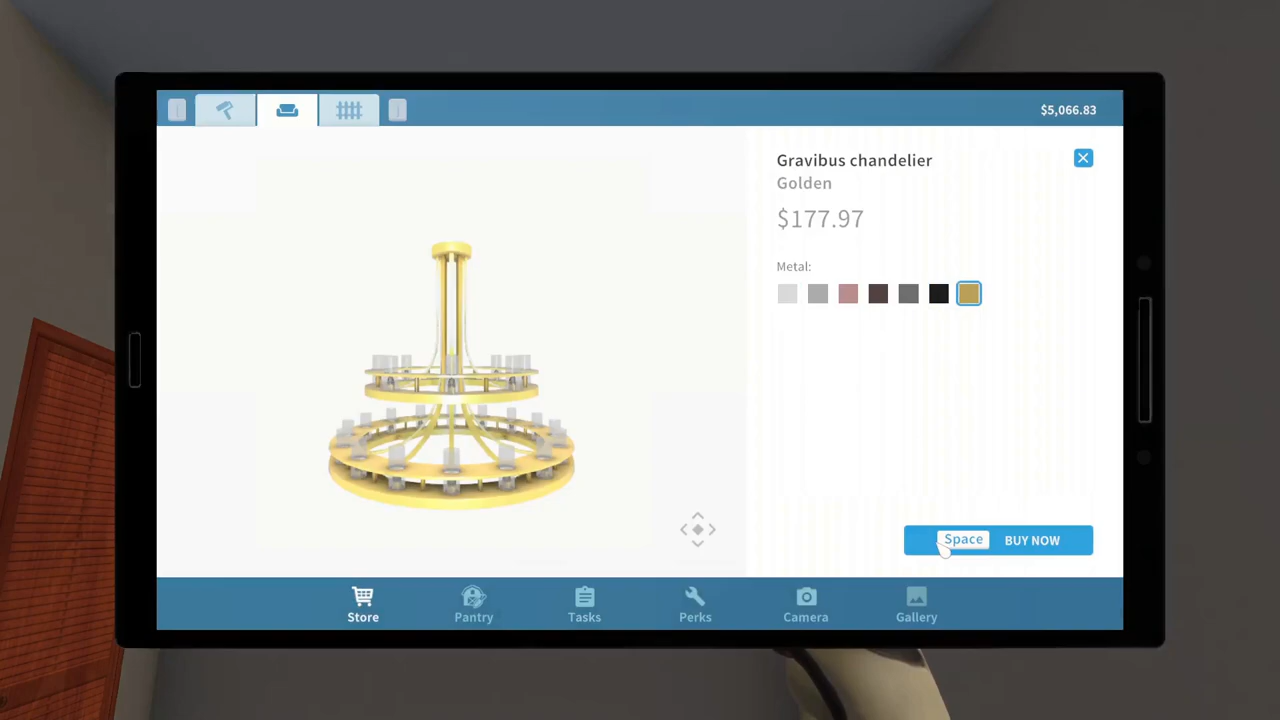 $5,066.83
Gravibus chandelier
Golden
$177.97
Metal:
Space BUY NOW
Store
Pantry
Tasks
Perks
Camera
Gallery